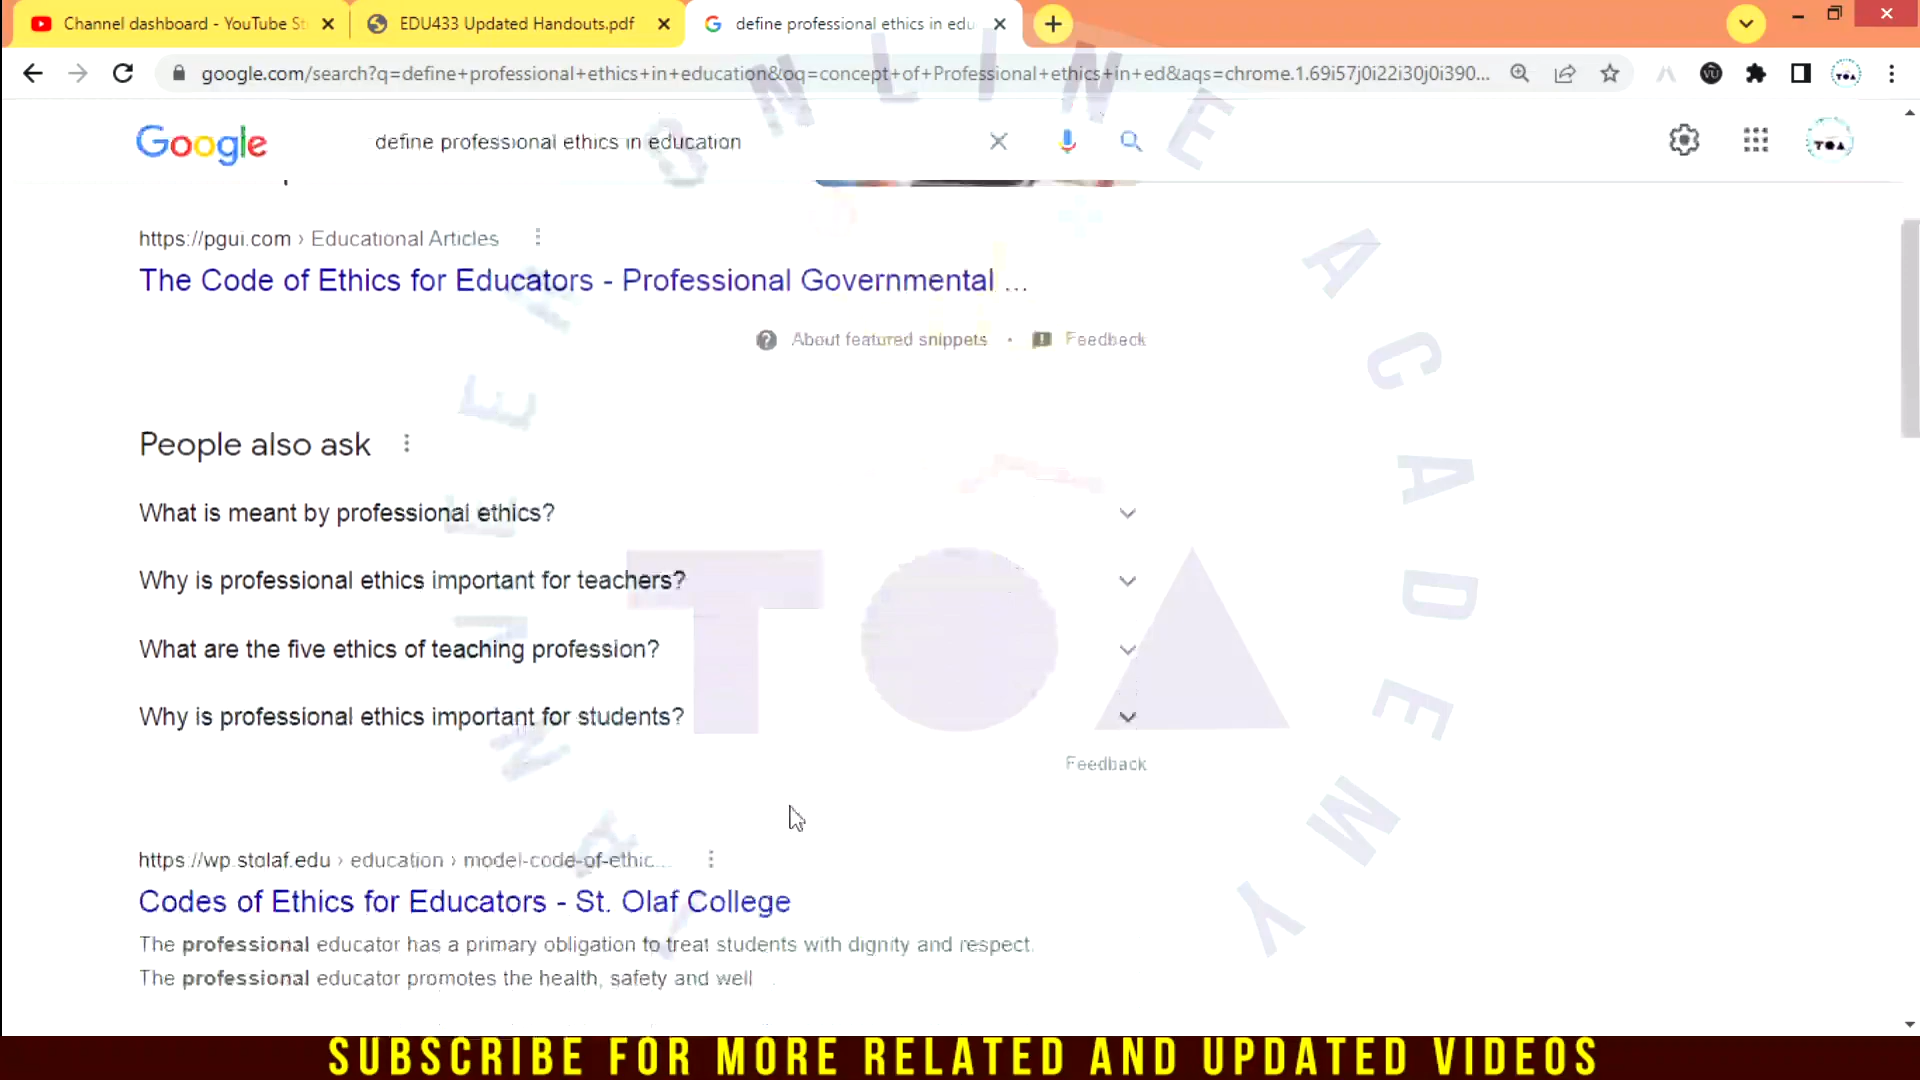 Channel dashboard - YouTube St
EDU433 Updated Handouts.pdf
define professional ethics in edu
google.com/search?q=define+professional+ethics+in+education&oq=concept+of+Professional+ethics+in+ed&aqs=chrome.1.69i57j0i22i30j0i390...
Google
define professional ethics in education
TOA
https://pgui.com › Educational Articles
The Code of Ethics for Educators - Professional Governmental ...
About featured snippets • Feedback
People also ask
What is meant by professional ethics?
Why is professional ethics important for teachers?
What are the five ethics of teaching profession?
Why is professional ethics important for students?
Feedback
https://wp.stolaf.edu › education › model-code-of-ethic...
Codes of Ethics for Educators - St. Olaf College
The professional educator has a primary obligation to treat students with dignity and respect.
The professional educator promotes the health, safety and well
ONLINE ACADEMY
TOA
SUBSCRIBE FOR MORE RELATED AND UPDATED VIDEOS